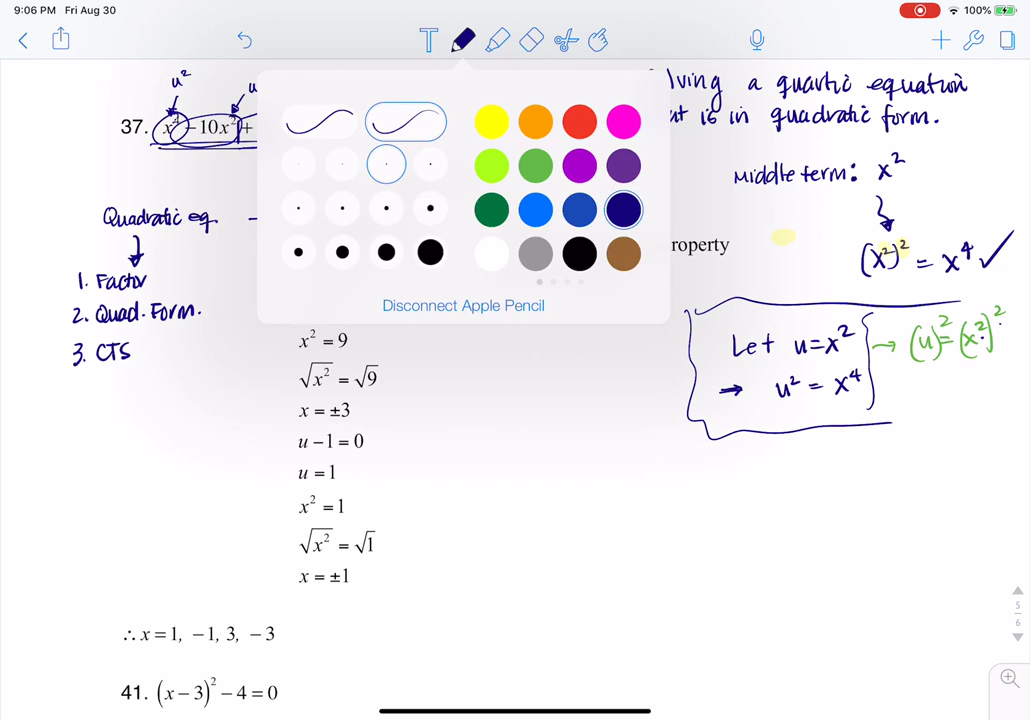 9:06 PM Fri Aug 30 100%
u²
37. x⁴ − 10x² +
lving a quartic equation
t is in quadratic form.
Middle term: x²
(x²)² = x⁴ ✓
Quadratic eq.
1. Factor
2. Quad. Form.
3. CTS
roperty
Disconnect Apple Pencil
Let u = x² → (u)² = (x²)²
⇒ u² = x⁴
x² = 9
√x² = √9
x = ±3
u − 1 = 0
u = 1
x² = 1
√x² = √1
x = ±1
∴ x = 1, −1, 3, −3
41. (x − 3)² − 4 = 0
5
6